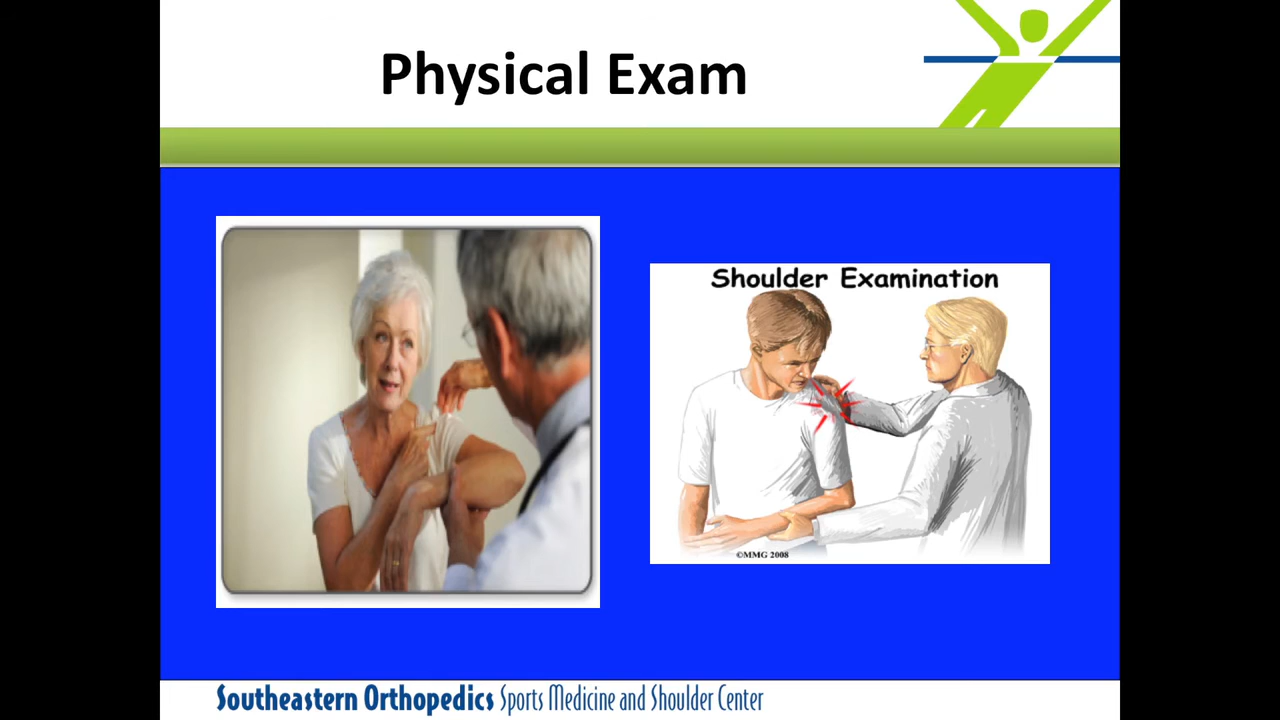 Physical Exam
Shoulder Examination
©MMG 2008
Southeastern Orthopedics Sports Medicine and Shoulder Center